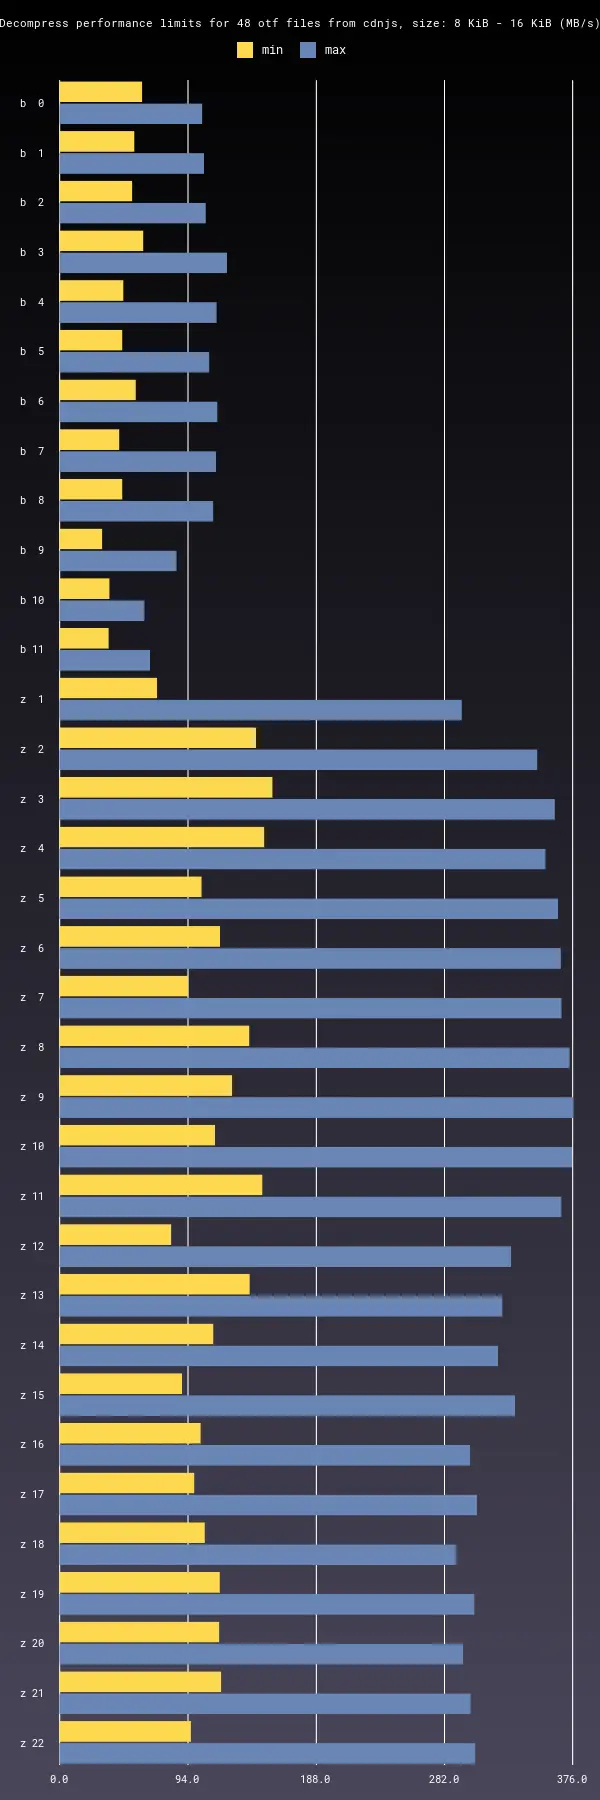 Decompress performance limits for 48 otf files from cdnjs, size: 8 KiB - 16 KiB (MB/s)
min max
b 0
b 1
b 2
b 3
b 4
b 5
b 6
b 7
b 8
b 9
b 10
b 11
z 1
z 2
z 3
z 4
z 5
z 6
z 7
z 8
z 9
z 10
z 11
z 12
z 13
z 14
z 15
z 16
z 17
z 18
z 19
z 20
z 21
z 22
0.0 94.0 188.0 282.0 376.0